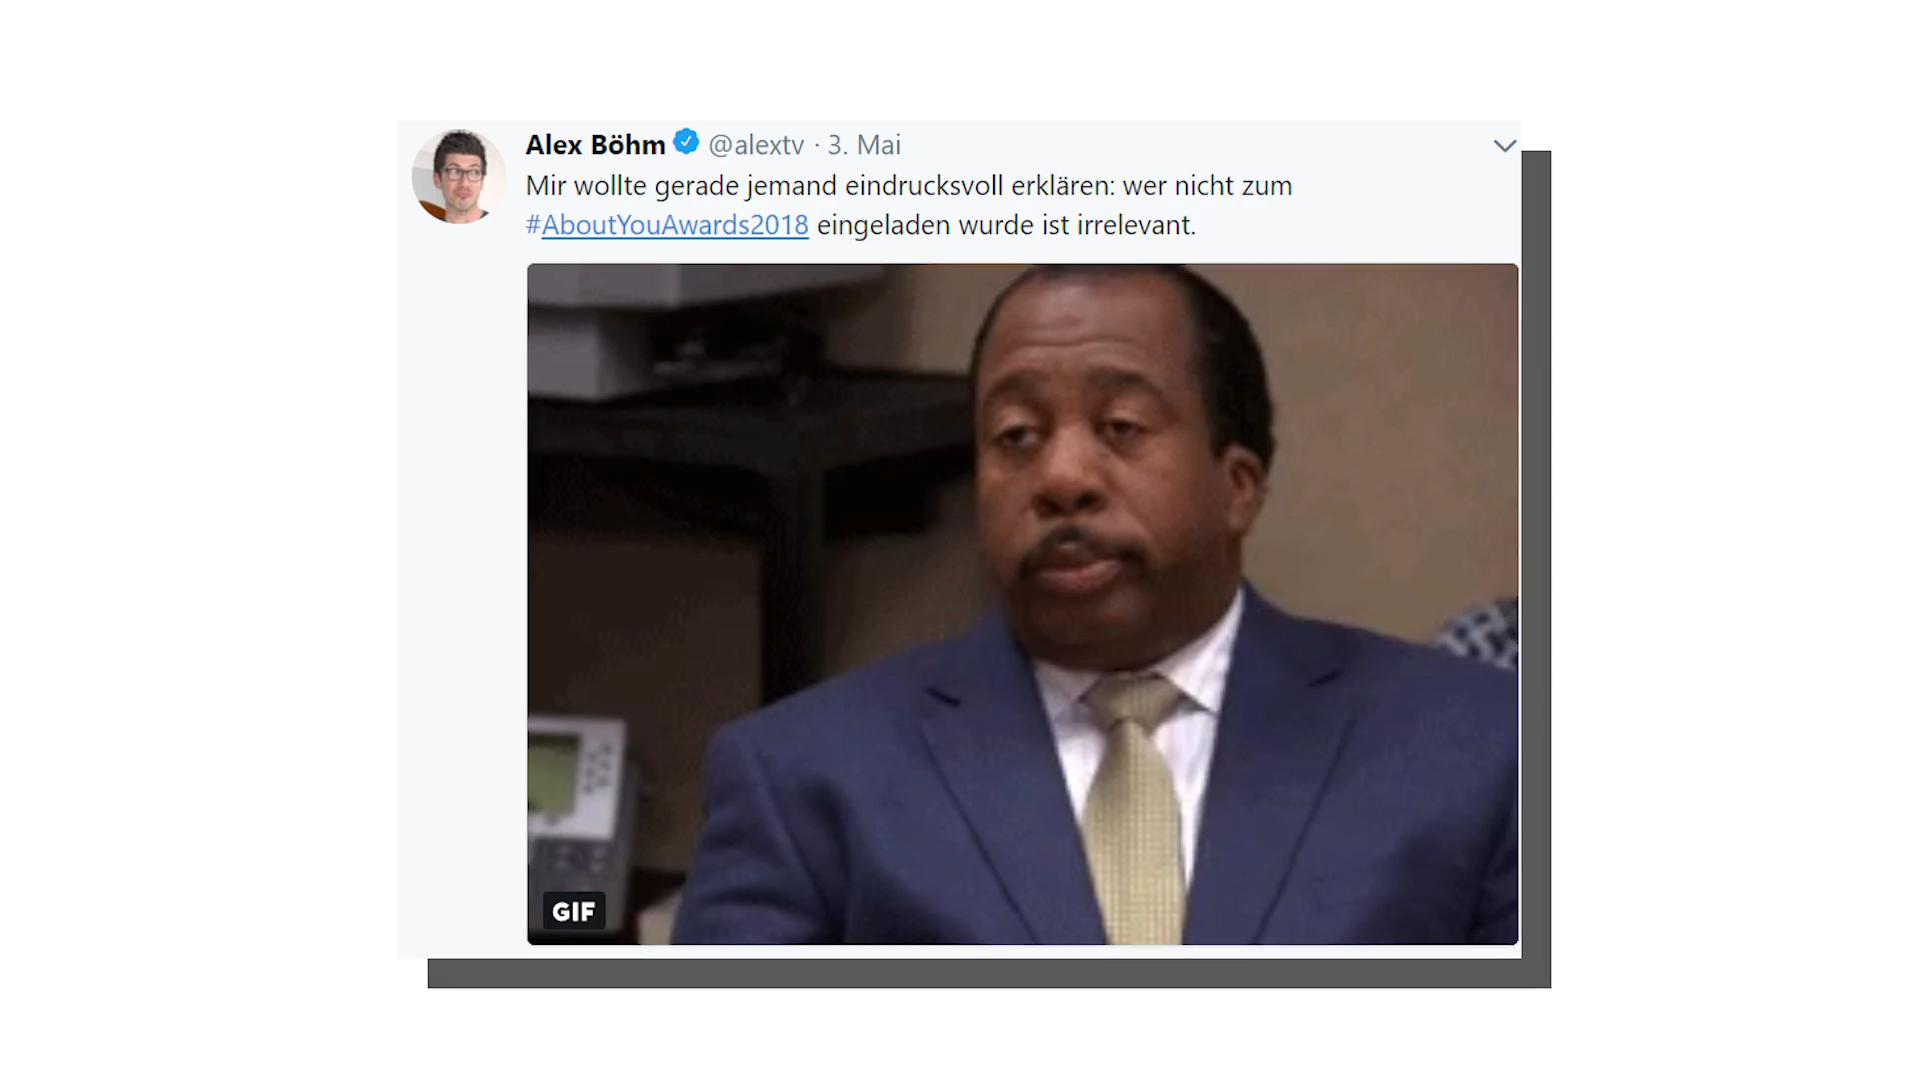 Alex Böhm @alextv · 3. Mai
Mir wollte gerade jemand eindrucksvoll erklären: wer nicht zum
#AboutYouAwards2018 eingeladen wurde ist irrelevant.
GIF